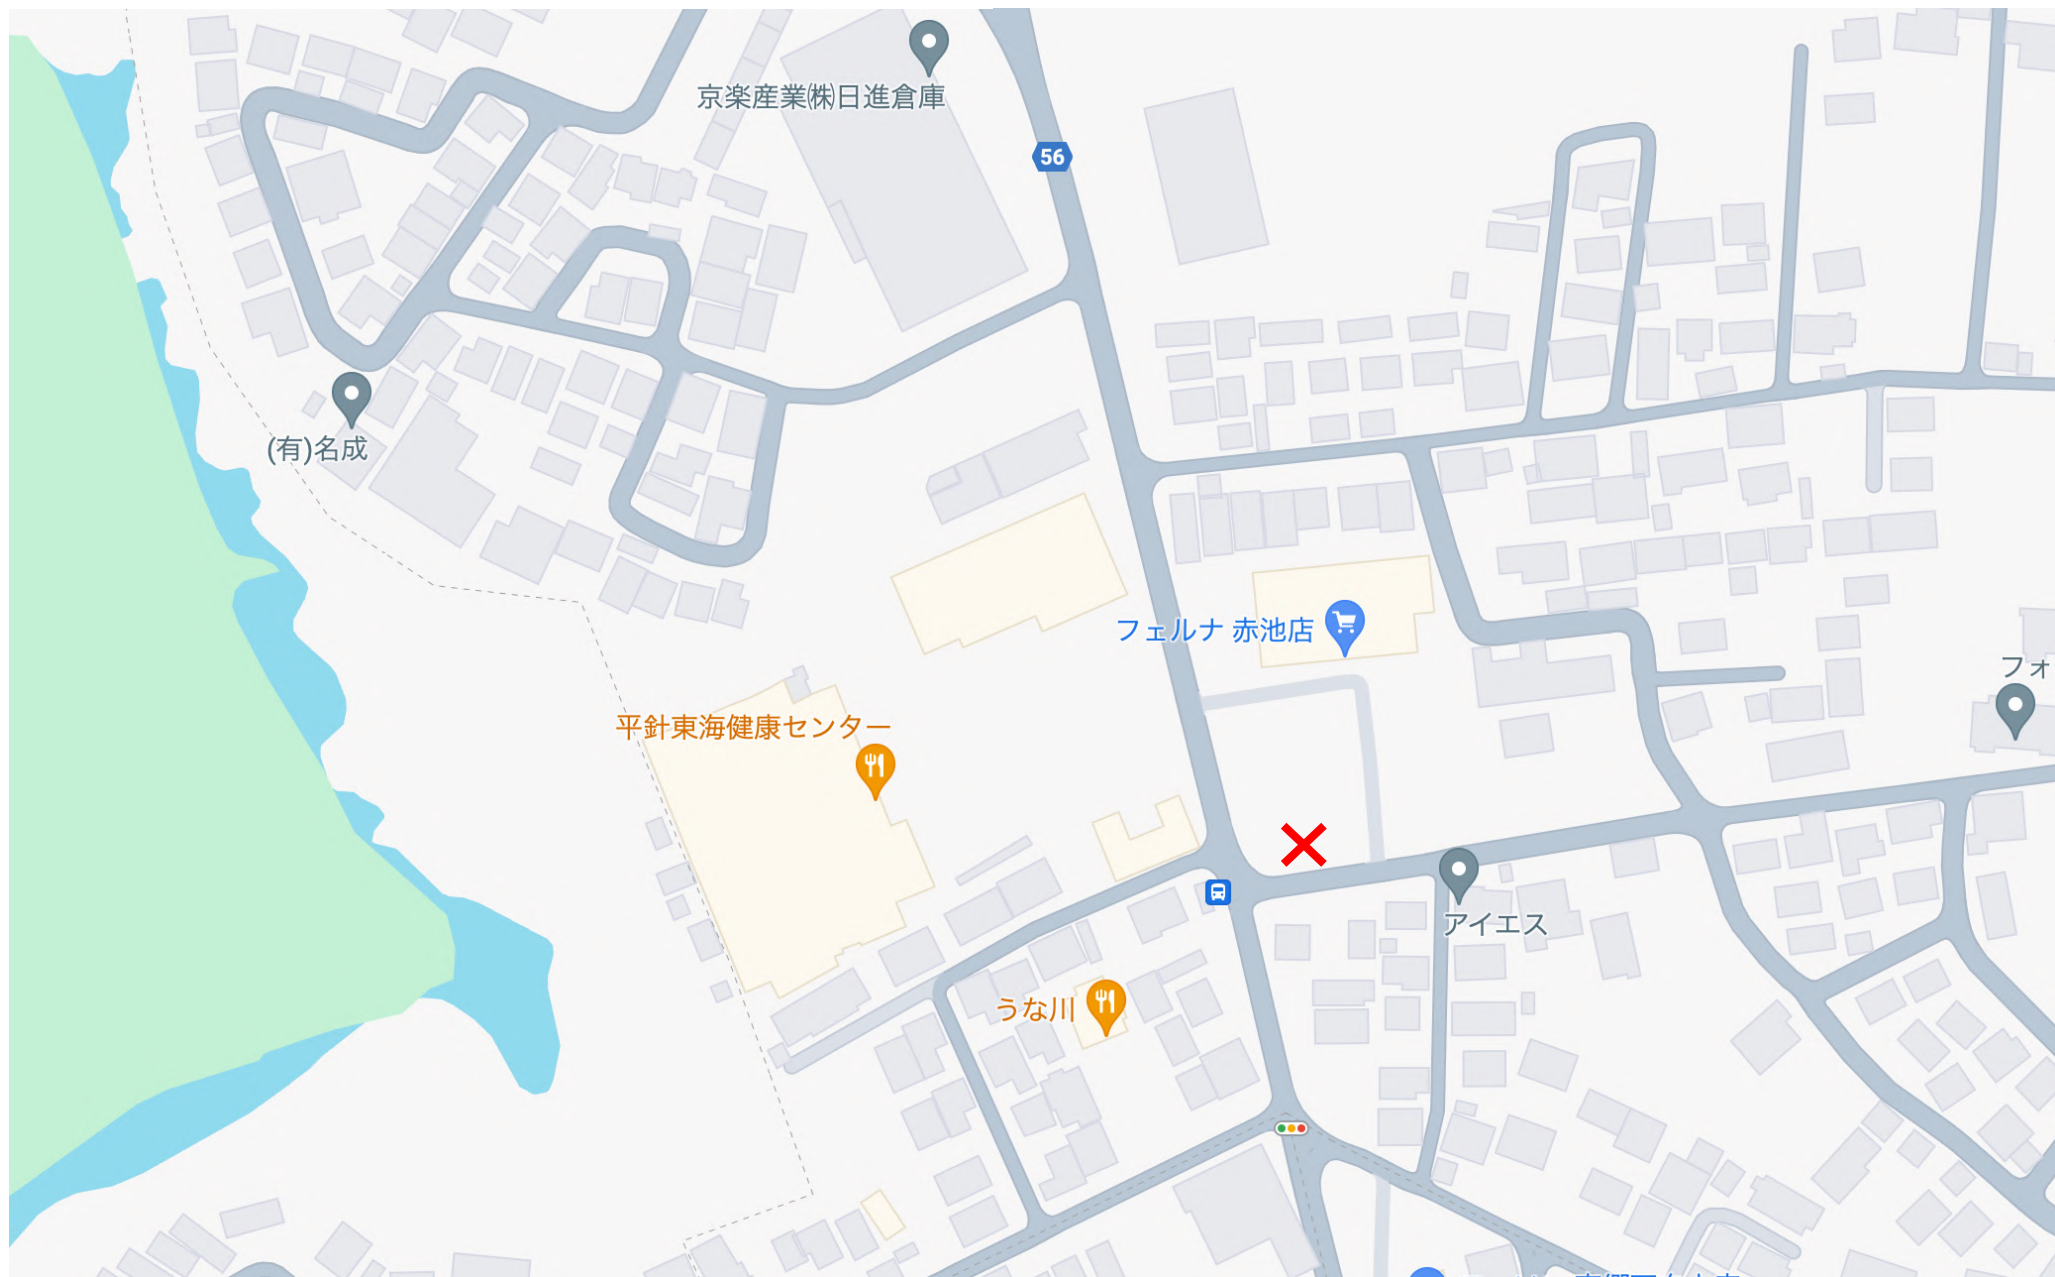 京楽産業㈱日進倉庫
56
(有)名成
フェルナ 赤池店
フォ
平針東海健康センター
アイエス
うな川